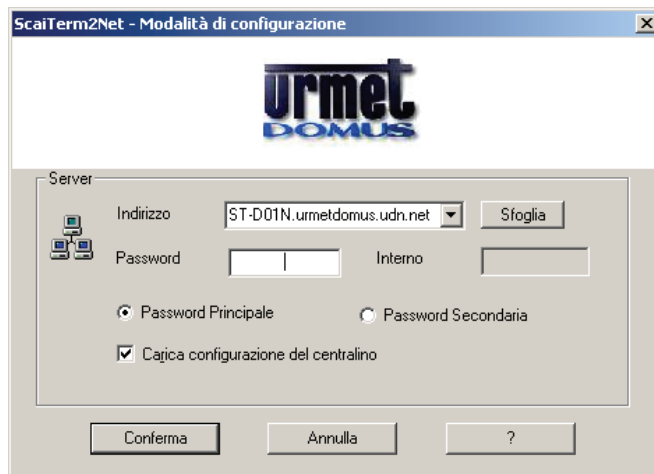 ScaiTerm2Net - Modalità di configurazione
urmet
DOMUS
Server
Indirizzo ST-D01N.urmetdomus.udn.net Sfoglia
Password Interno
Password Principale Password Secondaria
Carica configurazione del centralino
Conferma Annulla ?